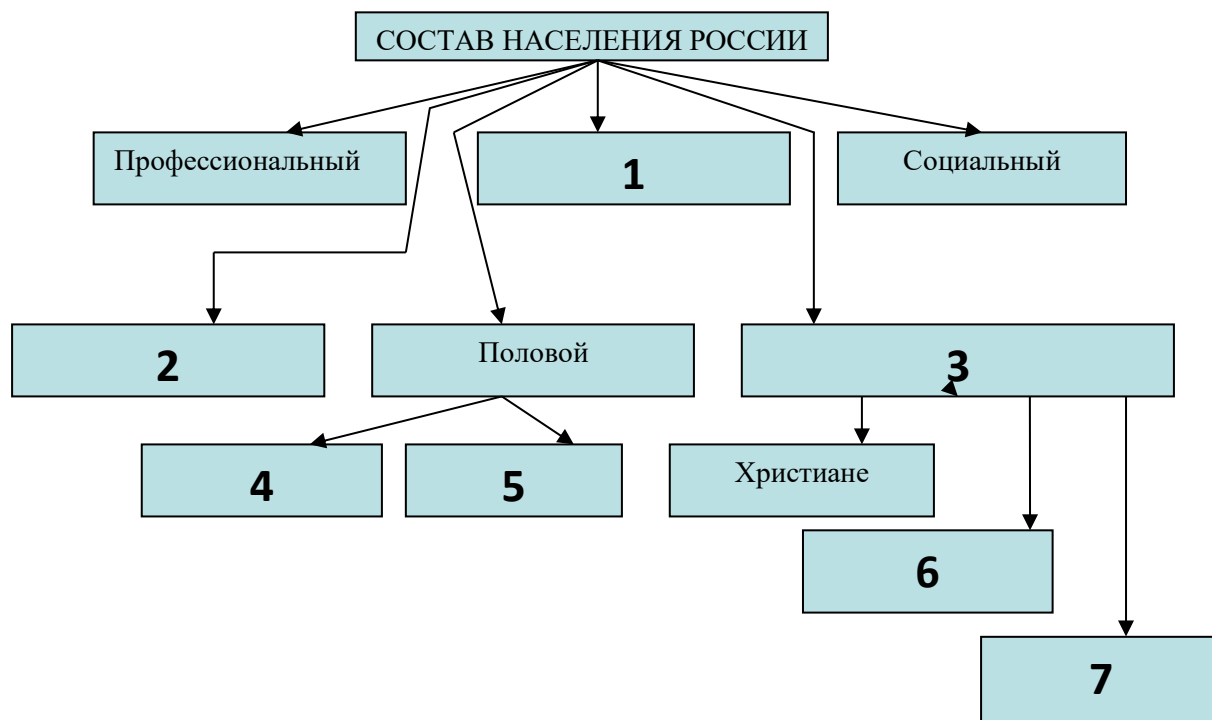 СОСТАВ НАСЕЛЕНИЯ РОССИИ
Профессиональный
1
Социальный
2
Половой
3
4
5
Христиане
6
7